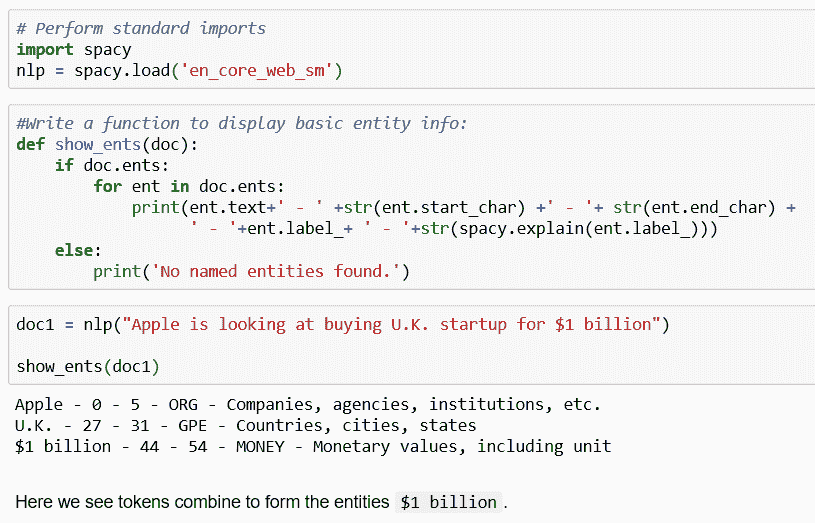 # Perform standard imports
import spacy
nlp = spacy.load('en_core_web_sm')
#Write a function to display basic entity info:
def show_ents(doc):
    if doc.ents:
        for ent in doc.ents:
            print(ent.text+' - ' +str(ent.start_char) +' - '+ str(ent.end_char) +
                  ' - '+ent.label_+ ' - '+str(spacy.explain(ent.label_)))
    else:
        print('No named entities found.')
doc1 = nlp("Apple is looking at buying U.K. startup for $1 billion")
show_ents(doc1)
Apple - 0 - 5 - ORG - Companies, agencies, institutions, etc.
U.K. - 27 - 31 - GPE - Countries, cities, states
$1 billion - 44 - 54 - MONEY - Monetary values, including unit
Here we see tokens combine to form the entities $1 billion .